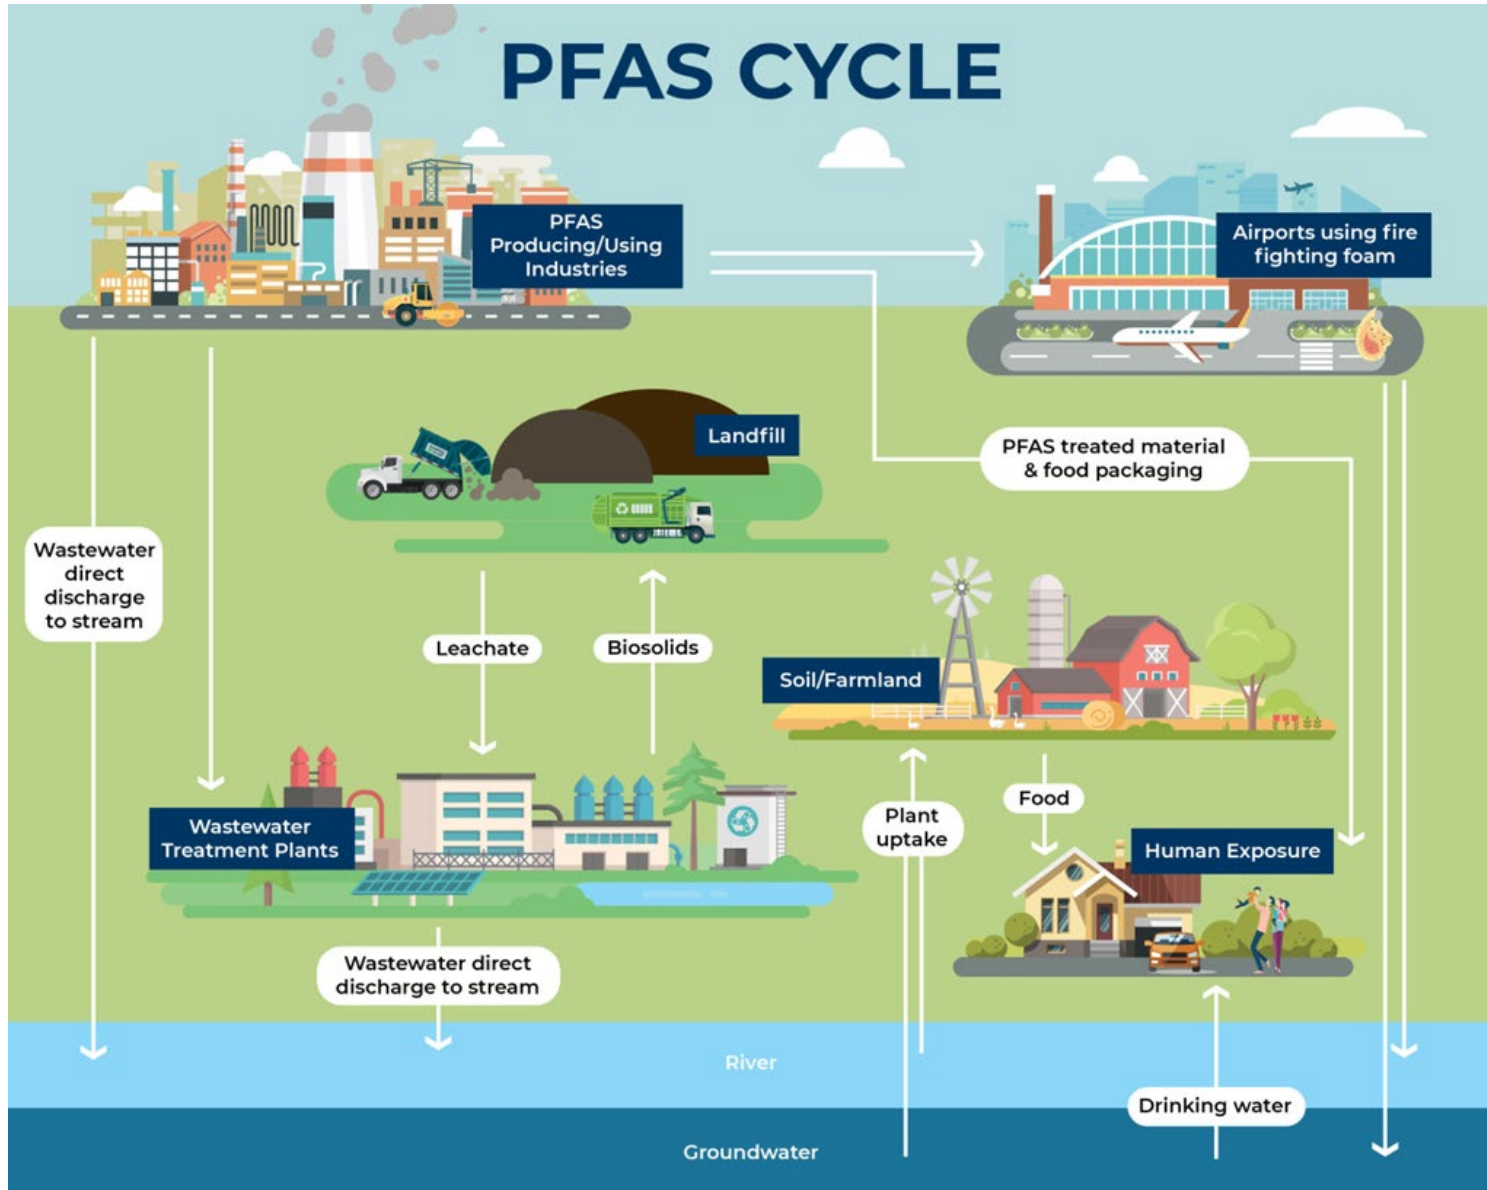 PFAS CYCLE
PFAS
Producing/Using
Industries
Airports using fire
fighting foam
Landfill
PFAS treated material
& food packaging
Wastewater
direct
discharge
to stream
Leachate
Biosolids
Soil/Farmland
Wastewater
Treatment Plants
Plant
uptake
Food
Human Exposure
Wastewater direct
discharge to stream
River
Drinking water
Groundwater